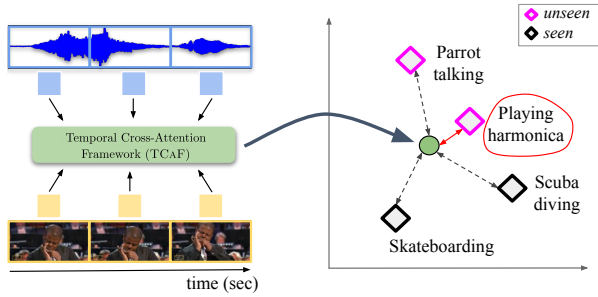 unseen
seen
Parrot
talking
Temporal Cross-Attention
Framework (TCAF)
Playing
harmonica
Scuba
diving
Skateboarding
time (sec)